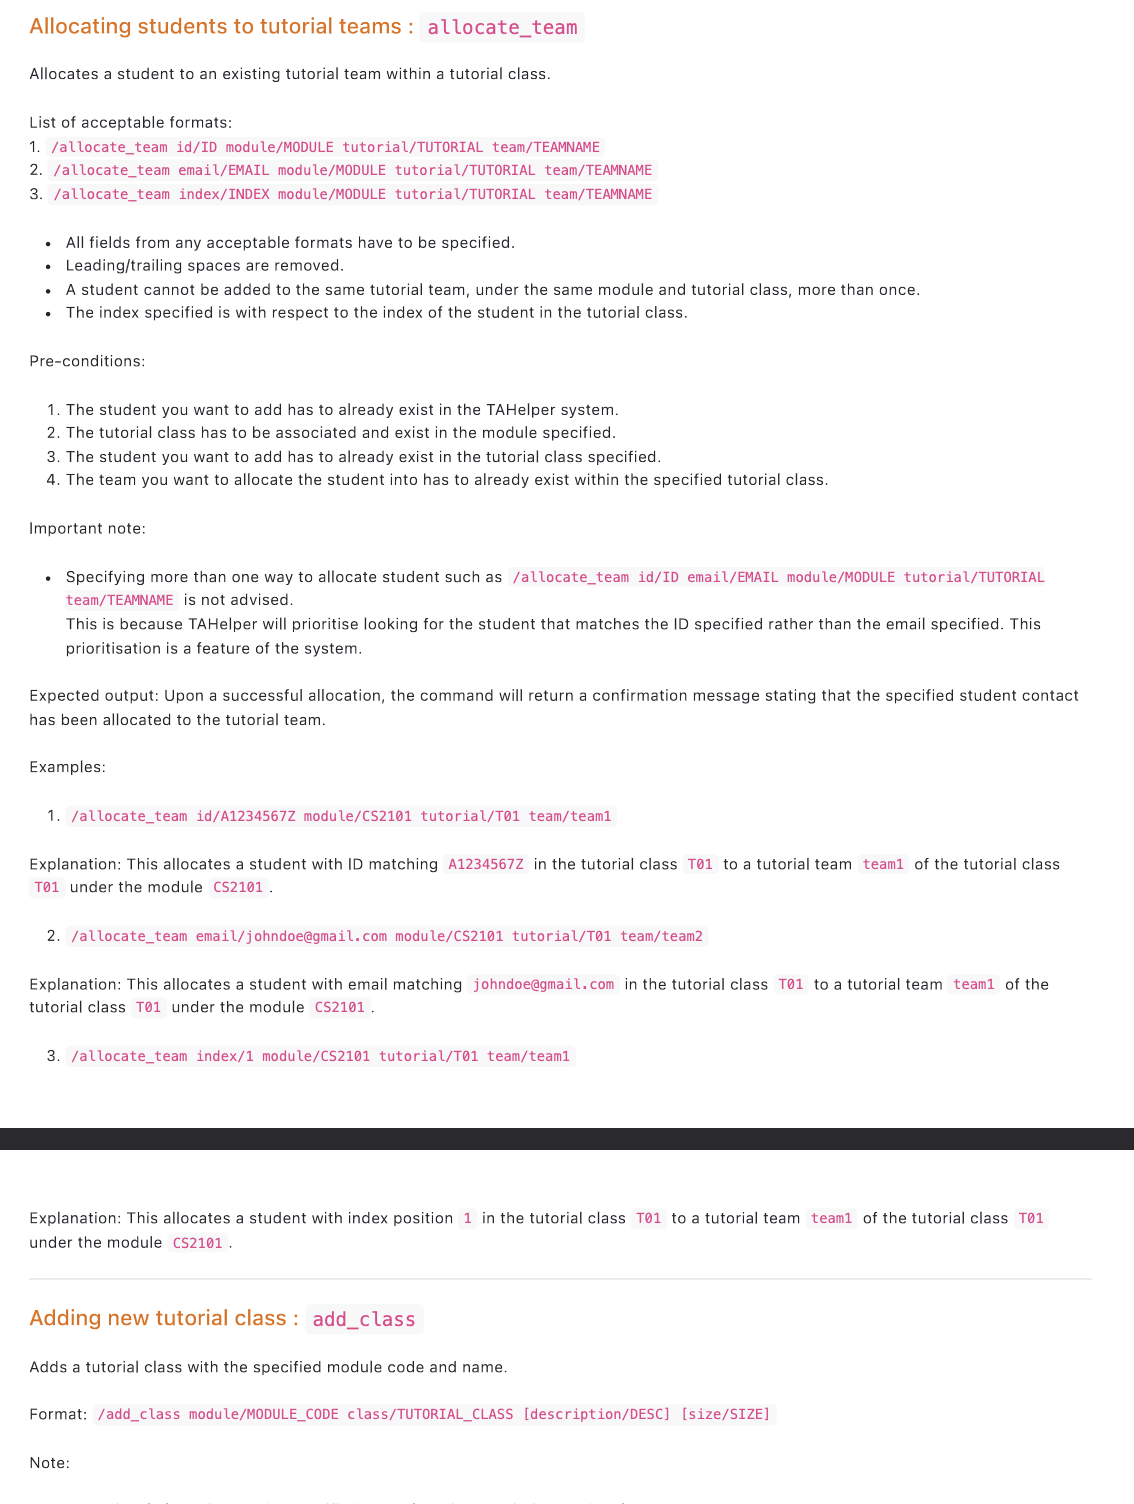 Allocating students to tutorial teams : allocate_team
Allocates a student to an existing tutorial team within a tutorial class.
List of acceptable formats:
1. /allocate_team id/ID module/MODULE tutorial/TUTORIAL team/TEAMNAME
2. /allocate_team email/EMAIL module/MODULE tutorial/TUTORIAL team/TEAMNAME
3. /allocate_team index/INDEX module/MODULE tutorial/TUTORIAL team/TEAMNAME
• All fields from any acceptable formats have to be specified.
• Leading/trailing spaces are removed.
• A student cannot be added to the same tutorial team, under the same module and tutorial class, more than once.
• The index specified is with respect to the index of the student in the tutorial class.
Pre-conditions:
1. The student you want to add has to already exist in the TAHelper system.
2. The tutorial class has to be associated and exist in the module specified.
3. The student you want to add has to already exist in the tutorial class specified.
4. The team you want to allocate the student into has to already exist within the specified tutorial class.
Important note:
• Specifying more than one way to allocate student such as /allocate_team id/ID email/EMAIL module/MODULE tutorial/TUTORIAL
team/TEAMNAME is not advised.
This is because TAHelper will prioritise looking for the student that matches the ID specified rather than the email specified. This
prioritisation is a feature of the system.
Expected output: Upon a successful allocation, the command will return a confirmation message stating that the specified student contact
has been allocated to the tutorial team.
Examples:
1. /allocate_team id/A1234567Z module/CS2101 tutorial/T01 team/team1
Explanation: This allocates a student with ID matching A1234567Z in the tutorial class T01 to a tutorial team team1 of the tutorial class
T01 under the module CS2101 .
2. /allocate_team email/johndoe@gmail.com module/CS2101 tutorial/T01 team/team2
Explanation: This allocates a student with email matching johndoe@gmail.com in the tutorial class T01 to a tutorial team team1 of the
tutorial class T01 under the module CS2101 .
3. /allocate_team index/1 module/CS2101 tutorial/T01 team/team1
Explanation: This allocates a student with index position 1 in the tutorial class T01 to a tutorial team team1 of the tutorial class T01
under the module CS2101 .
Adding new tutorial class : add_class
Adds a tutorial class with the specified module code and name.
Format: /add_class module/MODULE_CODE class/TUTORIAL_CLASS [description/DESC] [size/SIZE]
Note: